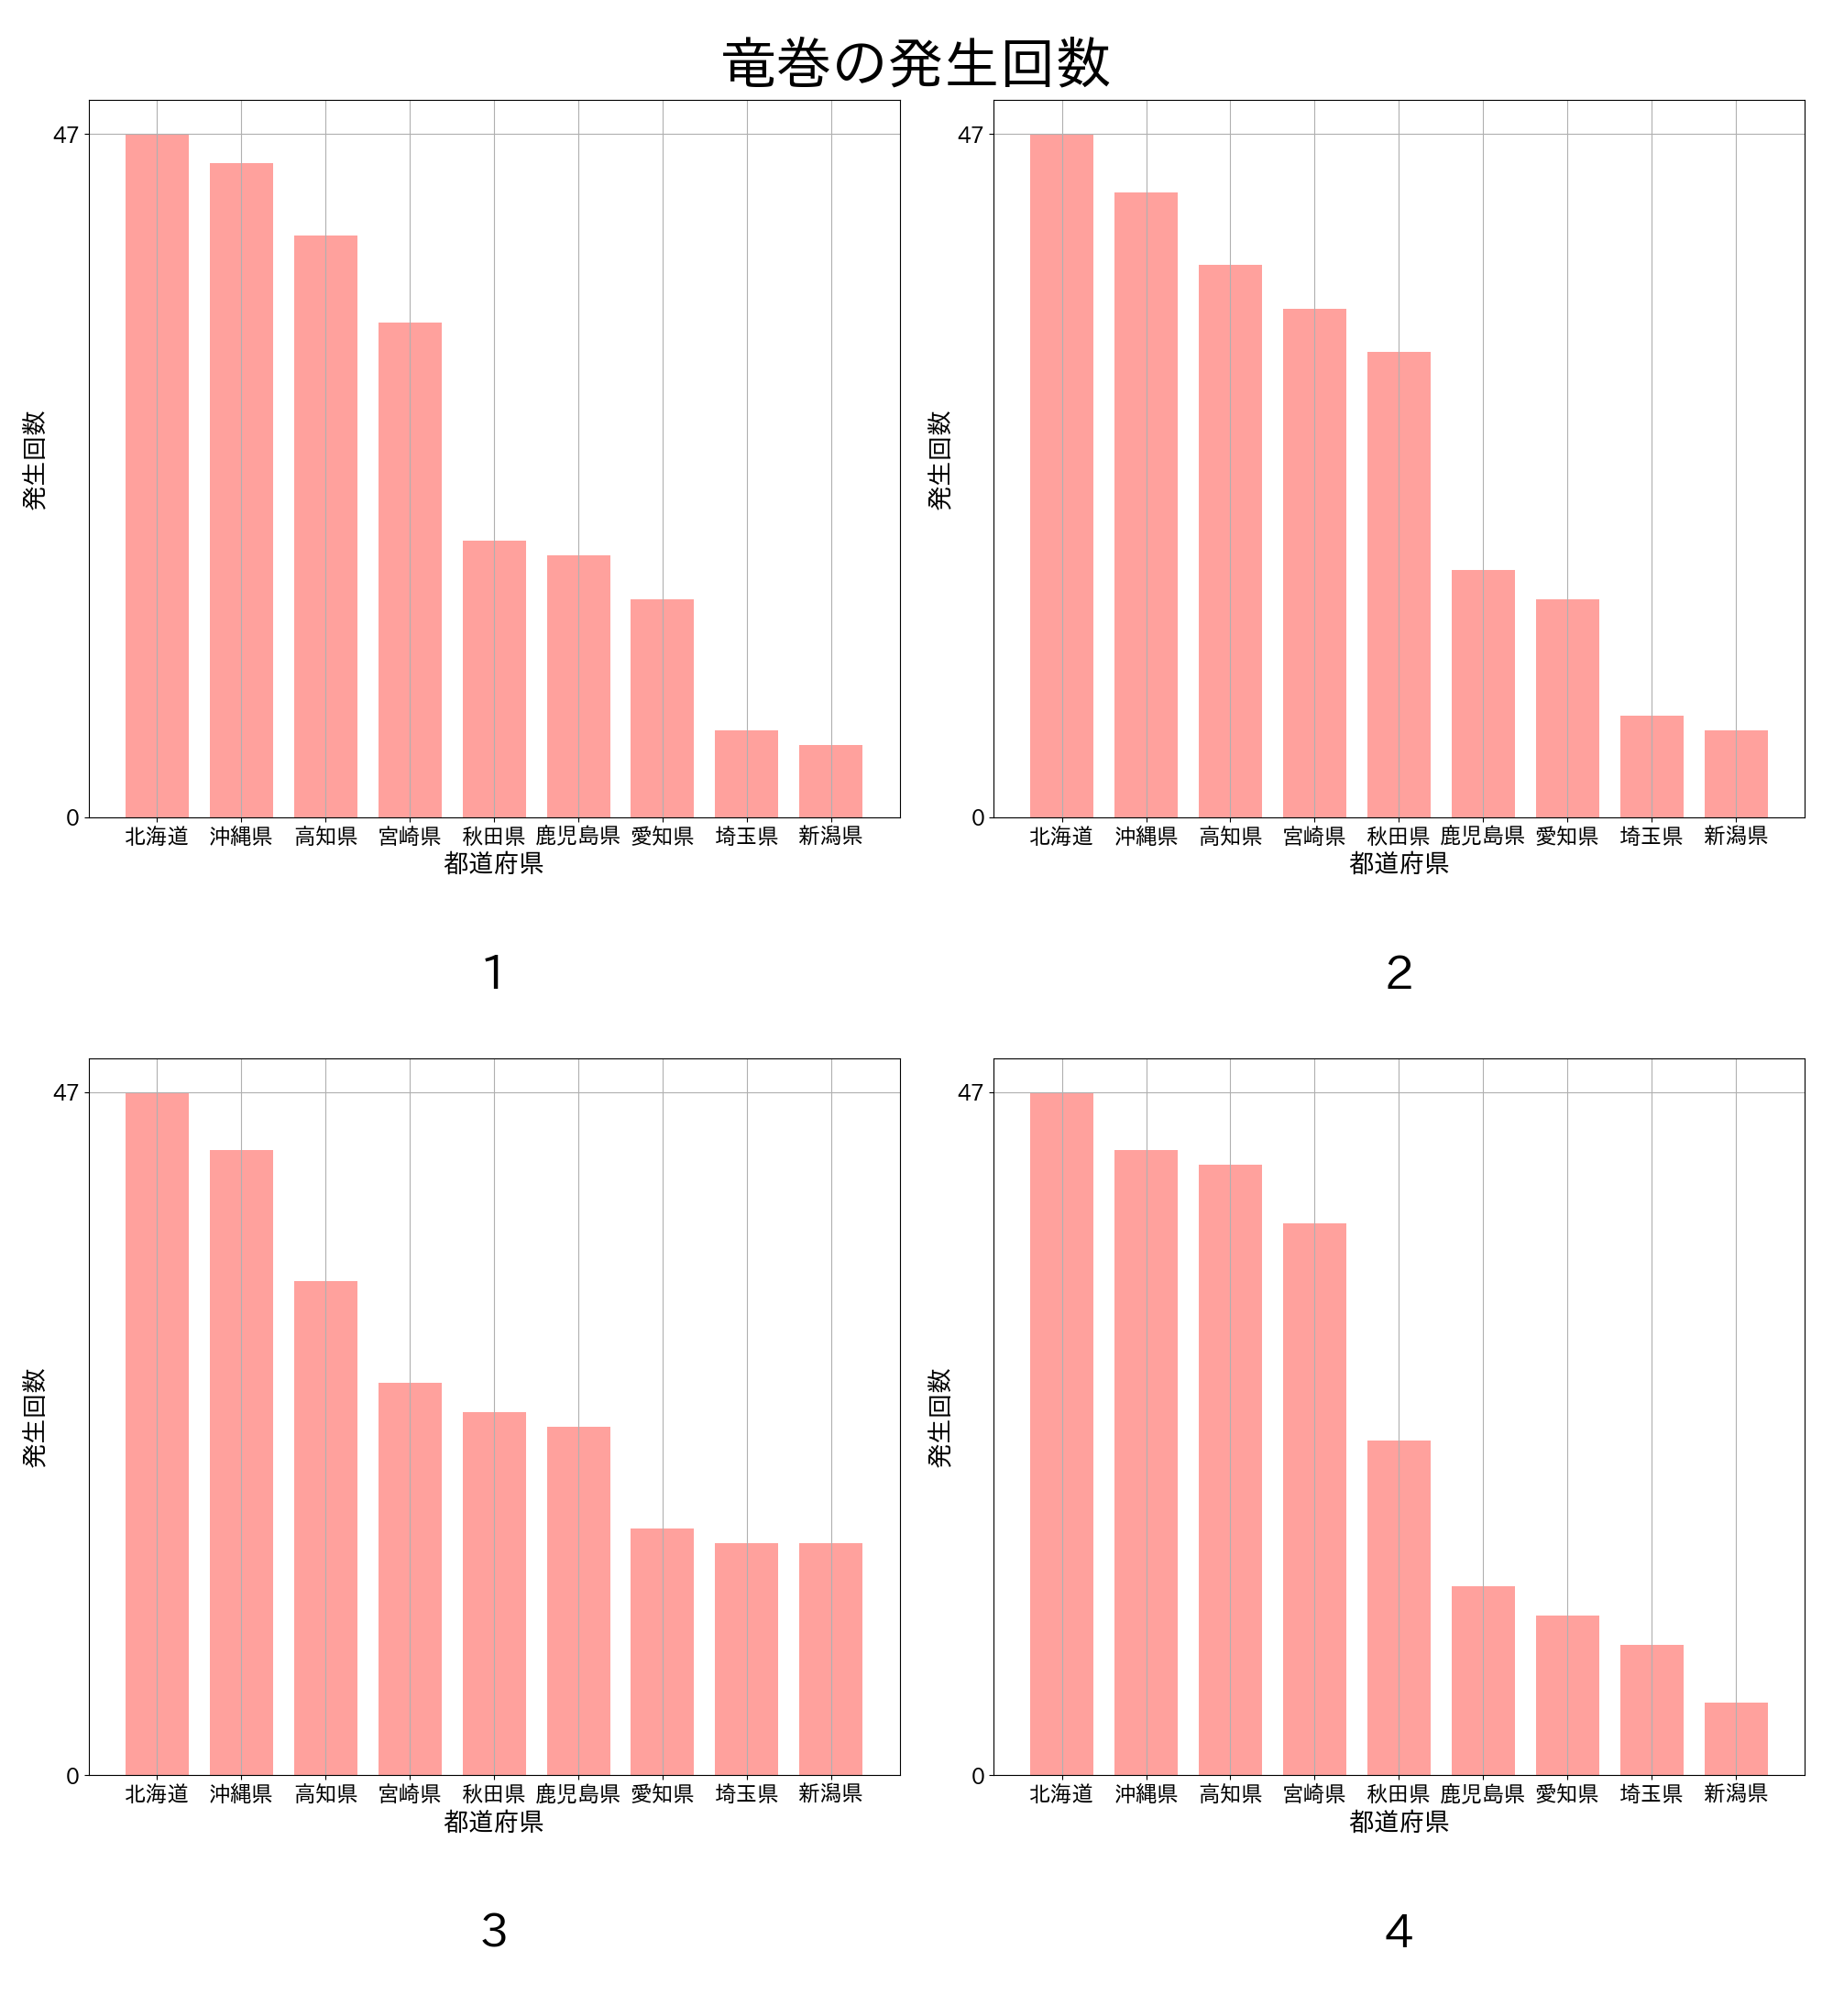 竜巻の発生回数
47
0
発生回数
北海道 沖縄県 高知県 宮崎県 秋田県 鹿児島県 愛知県 埼玉県 新潟県
都道府県
1
47
0
発生回数
北海道 沖縄県 高知県 宮崎県 秋田県 鹿児島県 愛知県 埼玉県 新潟県
都道府県
2
47
0
発生回数
北海道 沖縄県 高知県 宮崎県 秋田県 鹿児島県 愛知県 埼玉県 新潟県
都道府県
3
47
0
発生回数
北海道 沖縄県 高知県 宮崎県 秋田県 鹿児島県 愛知県 埼玉県 新潟県
都道府県
4